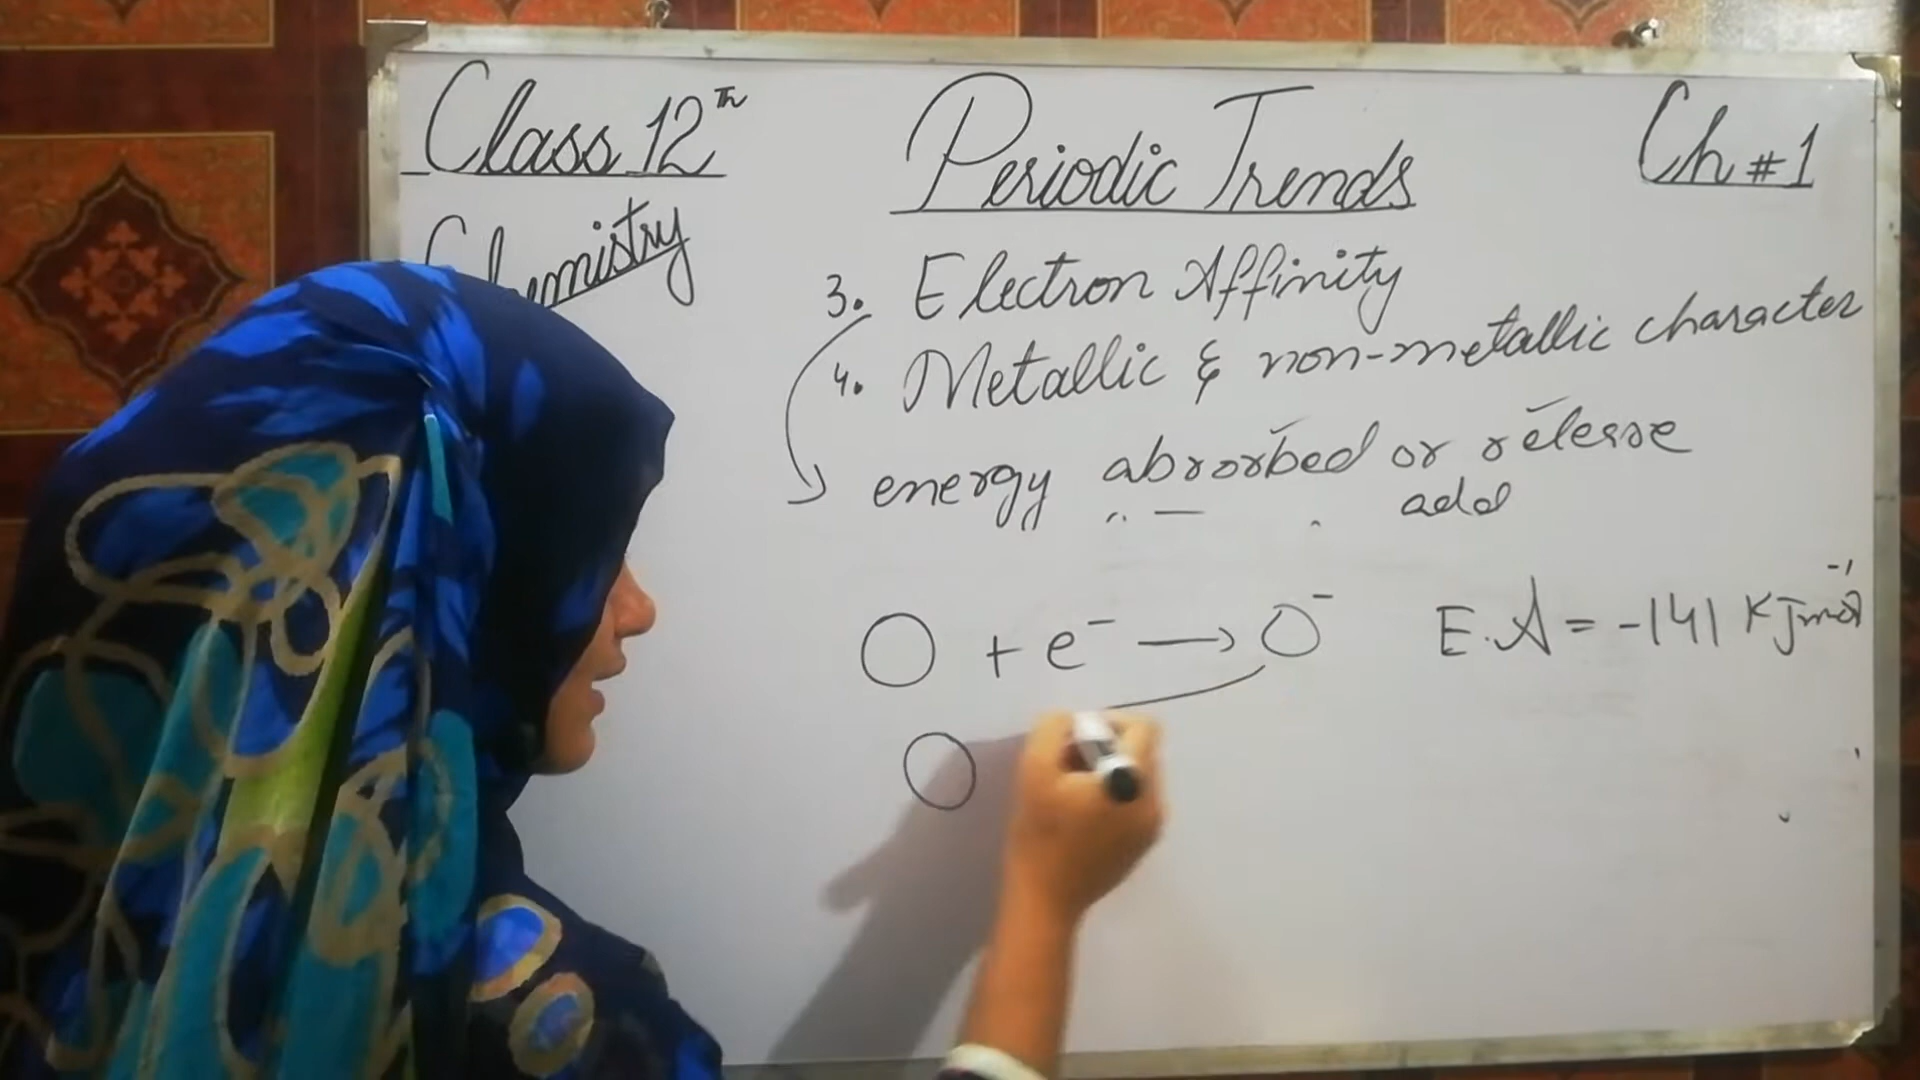 Class 12th
Periodic Trends
Ch # 1
Chemistry
3. Electron Affinity
4. Metallic & non-metallic character
energy absorbed or release
add
O + e⁻ → O⁻ E.A = -141 KJmol⁻¹
O